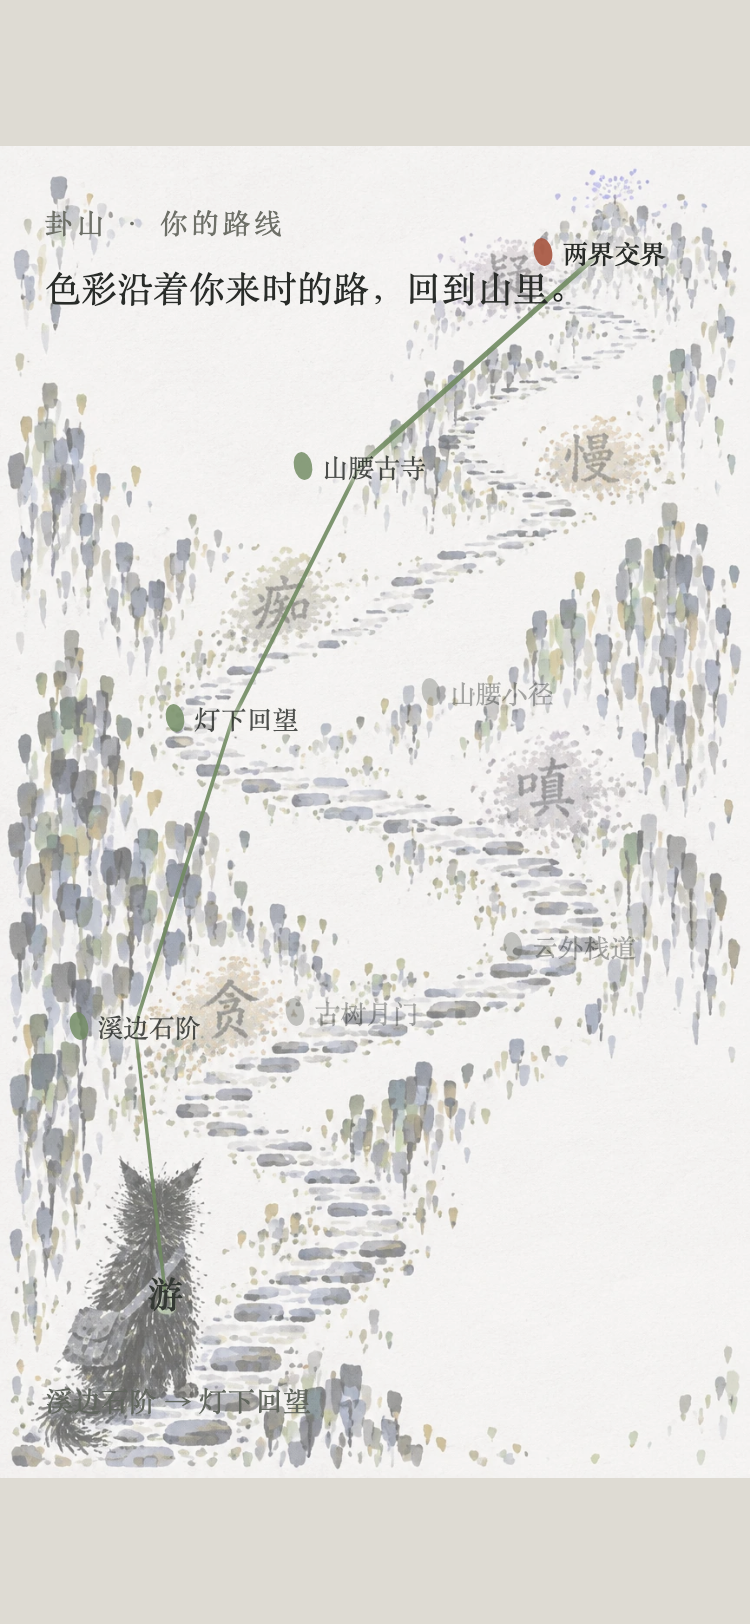 卦山 · 你的路线
两界交界
疑
色彩沿着你来时的路，回到山里。
慢
山腰古寺
痴
山腰小径
灯下回望
嗔
云外栈道
贪
古树月门
溪边石阶
游
溪边石阶 → 灯下回望